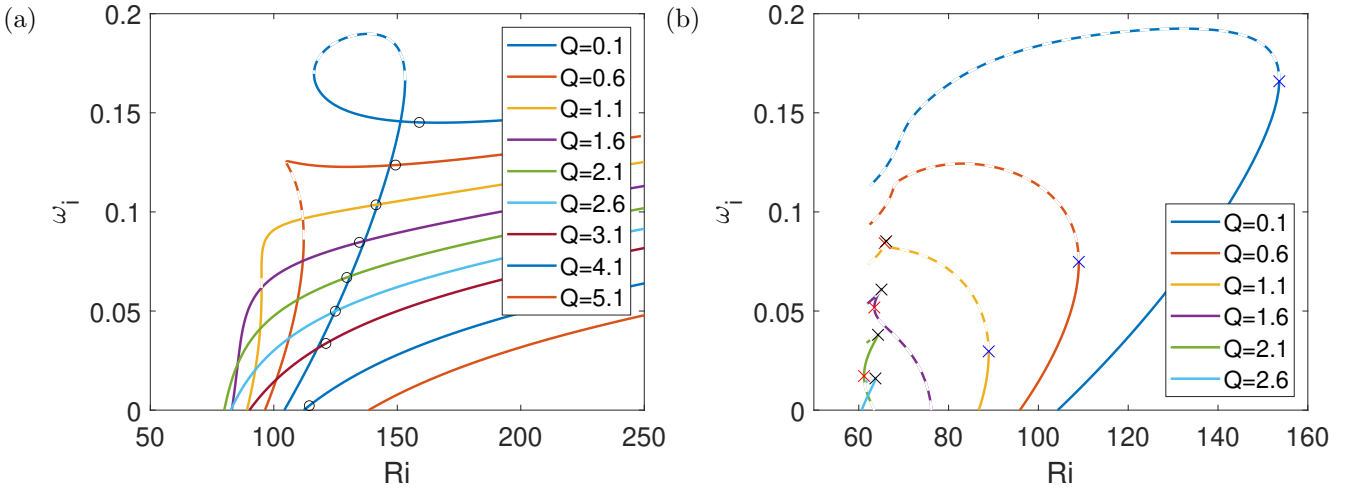 (a)
0.2
0.15
0.1
0.05
0
ω_i
50 100 150 200 250
Ri
Q=0.1
Q=0.6
Q=1.1
Q=1.6
Q=2.1
Q=2.6
Q=3.1
Q=4.1
Q=5.1
(b)
0.2
0.15
0.1
0.05
0
ω_i
60 80 100 120 140 160
Ri
Q=0.1
Q=0.6
Q=1.1
Q=1.6
Q=2.1
Q=2.6